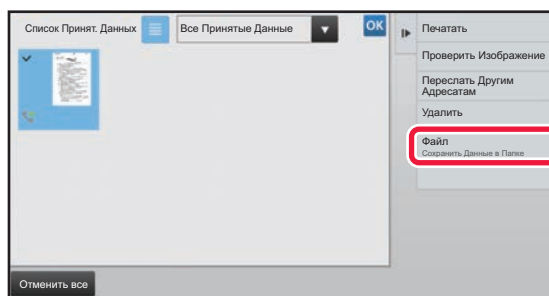 Список Принят. Данных
Все Принятые Данные
OK
Печатать
Проверить Изображение
Переслать Другим
Адресатам
Удалить
Файл
Сохранить Данные в Папке
Отменить все